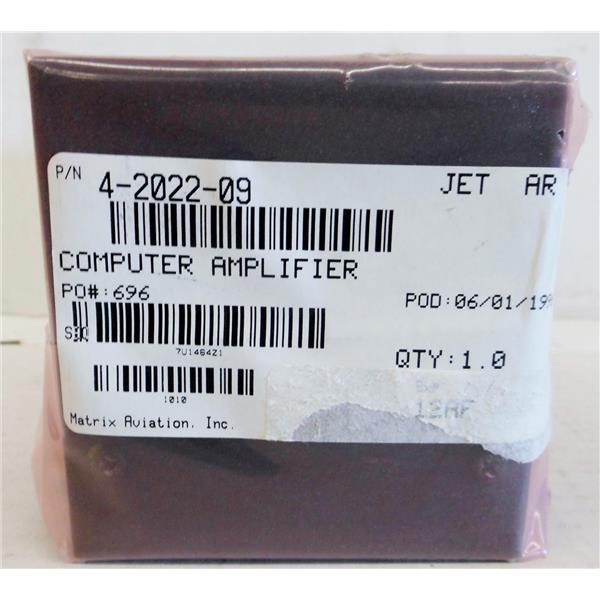 P/N 4-2022-09 JET AR
COMPUTER AMPLIFIER
PO#:696 POD:06/01/199
7U1464Z1
QTY:1.0
1010
12AF
Matrix Aviation, Inc.